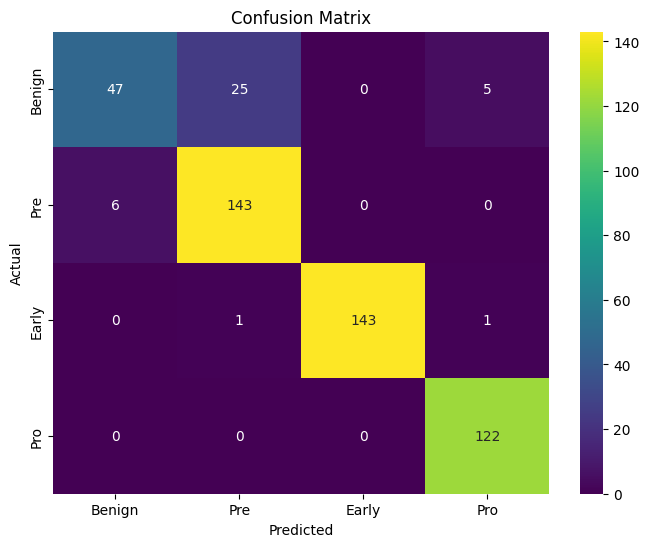 Confusion Matrix
Benign 47 25 0 5
Pre 6 143 0 0
Early 0 1 143 1
Pro 0 0 0 122
Actual
Benign Pre Early Pro
Predicted
140
120
100
80
60
40
20
0